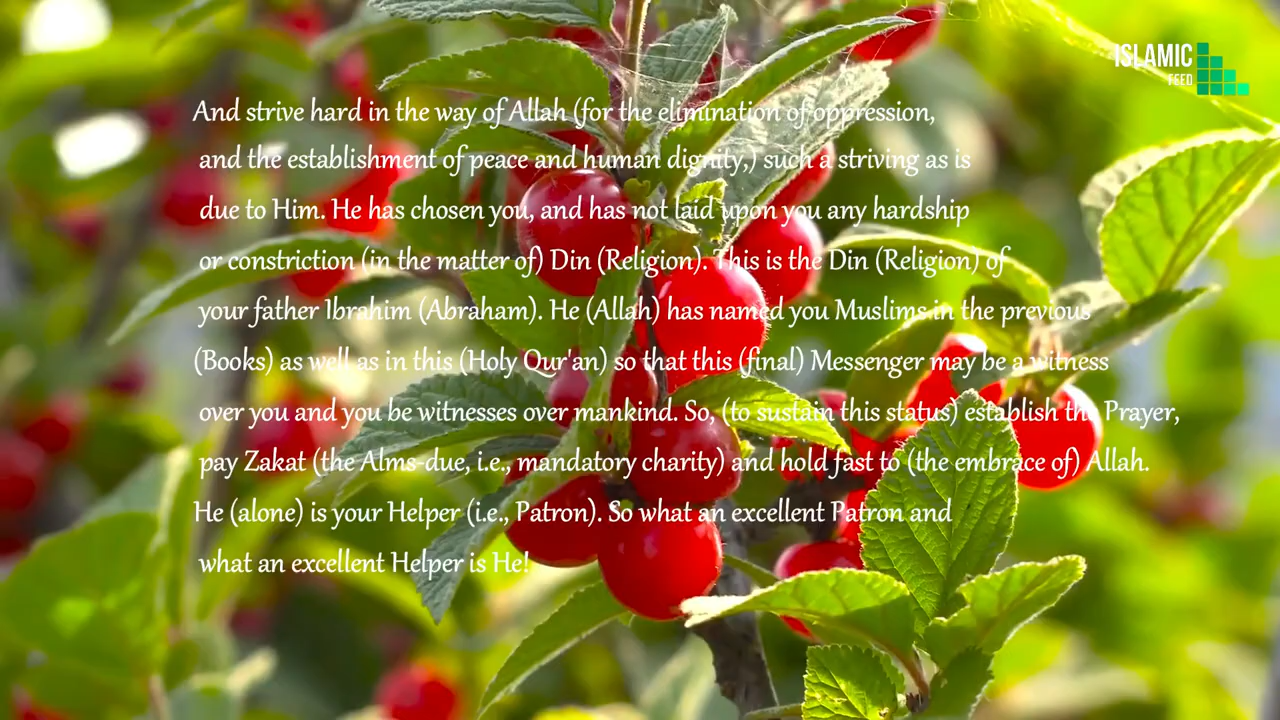 ISLAMIC
FEED
And strive hard in the way of Allah (for the elimination of oppression,
and the establishment of peace and human dignity,) such a striving as is
due to Him. He has chosen you, and has not laid upon you any hardship
or constriction (in the matter of) Din (Religion). This is the Din (Religion) of
your father Ibrahim (Abraham). He (Allah) has named you Muslims in the previous
(Books) as well as in this (Holy Qur'an) so that this (final) Messenger may be a witness
over you and you be witnesses over mankind. So, (to sustain this status) establish the Prayer,
pay Zakat (the Alms-due, i.e., mandatory charity) and hold fast to (the embrace of) Allah.
He (alone) is your Helper (i.e., Patron). So what an excellent Patron and
what an excellent Helper is He!